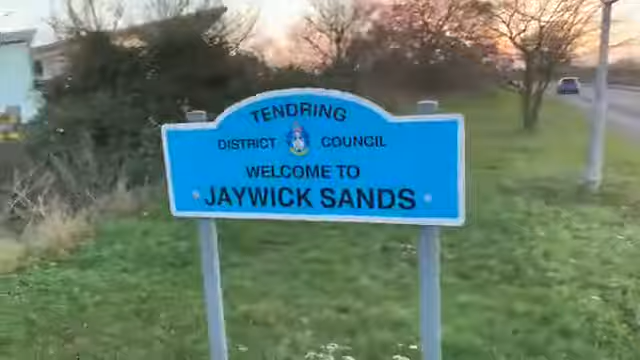 TENDRING
DISTRICT COUNCIL
WELCOME TO
JAYWICK SANDS